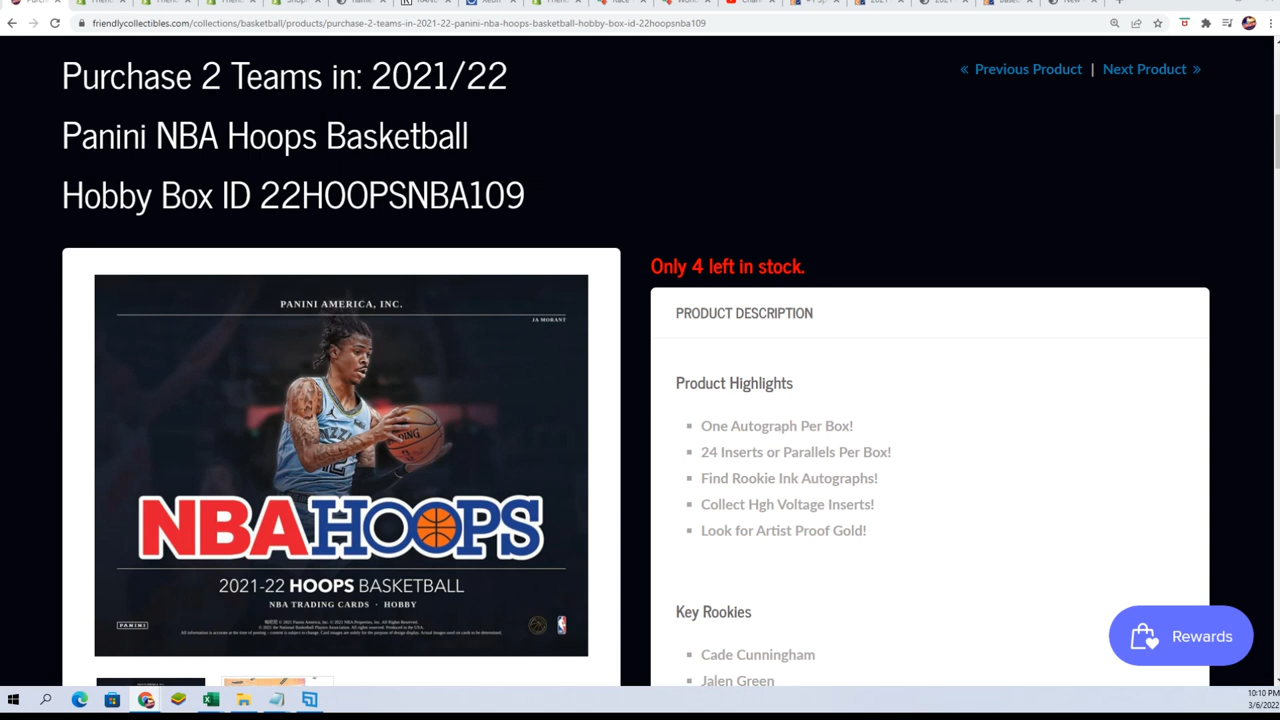 friendlycollectibles.com/collections/basketball/products/purchase-2-teams-in-2021-22-panini-nba-hoops-basketball-hobby-box-id-22hoopsnba109
Purchase 2 Teams in: 2021/22
Panini NBA Hoops Basketball
Hobby Box ID 22HOOPSNBA109
« Previous Product | Next Product »
Only 4 left in stock.
PRODUCT DESCRIPTION
Product Highlights
One Autograph Per Box!
24 Inserts or Parallels Per Box!
Find Rookie Ink Autographs!
Collect Hgh Voltage Inserts!
Look for Artist Proof Gold!
Key Rookies
Cade Cunningham
Jalen Green
PANINI AMERICA, INC.
JA MORANT
NBAHOOPS
2021-22 HOOPS BASKETBALL
NBA TRADING CARDS · HOBBY
PANINI
Rewards
10:10 PM
3/6/2022